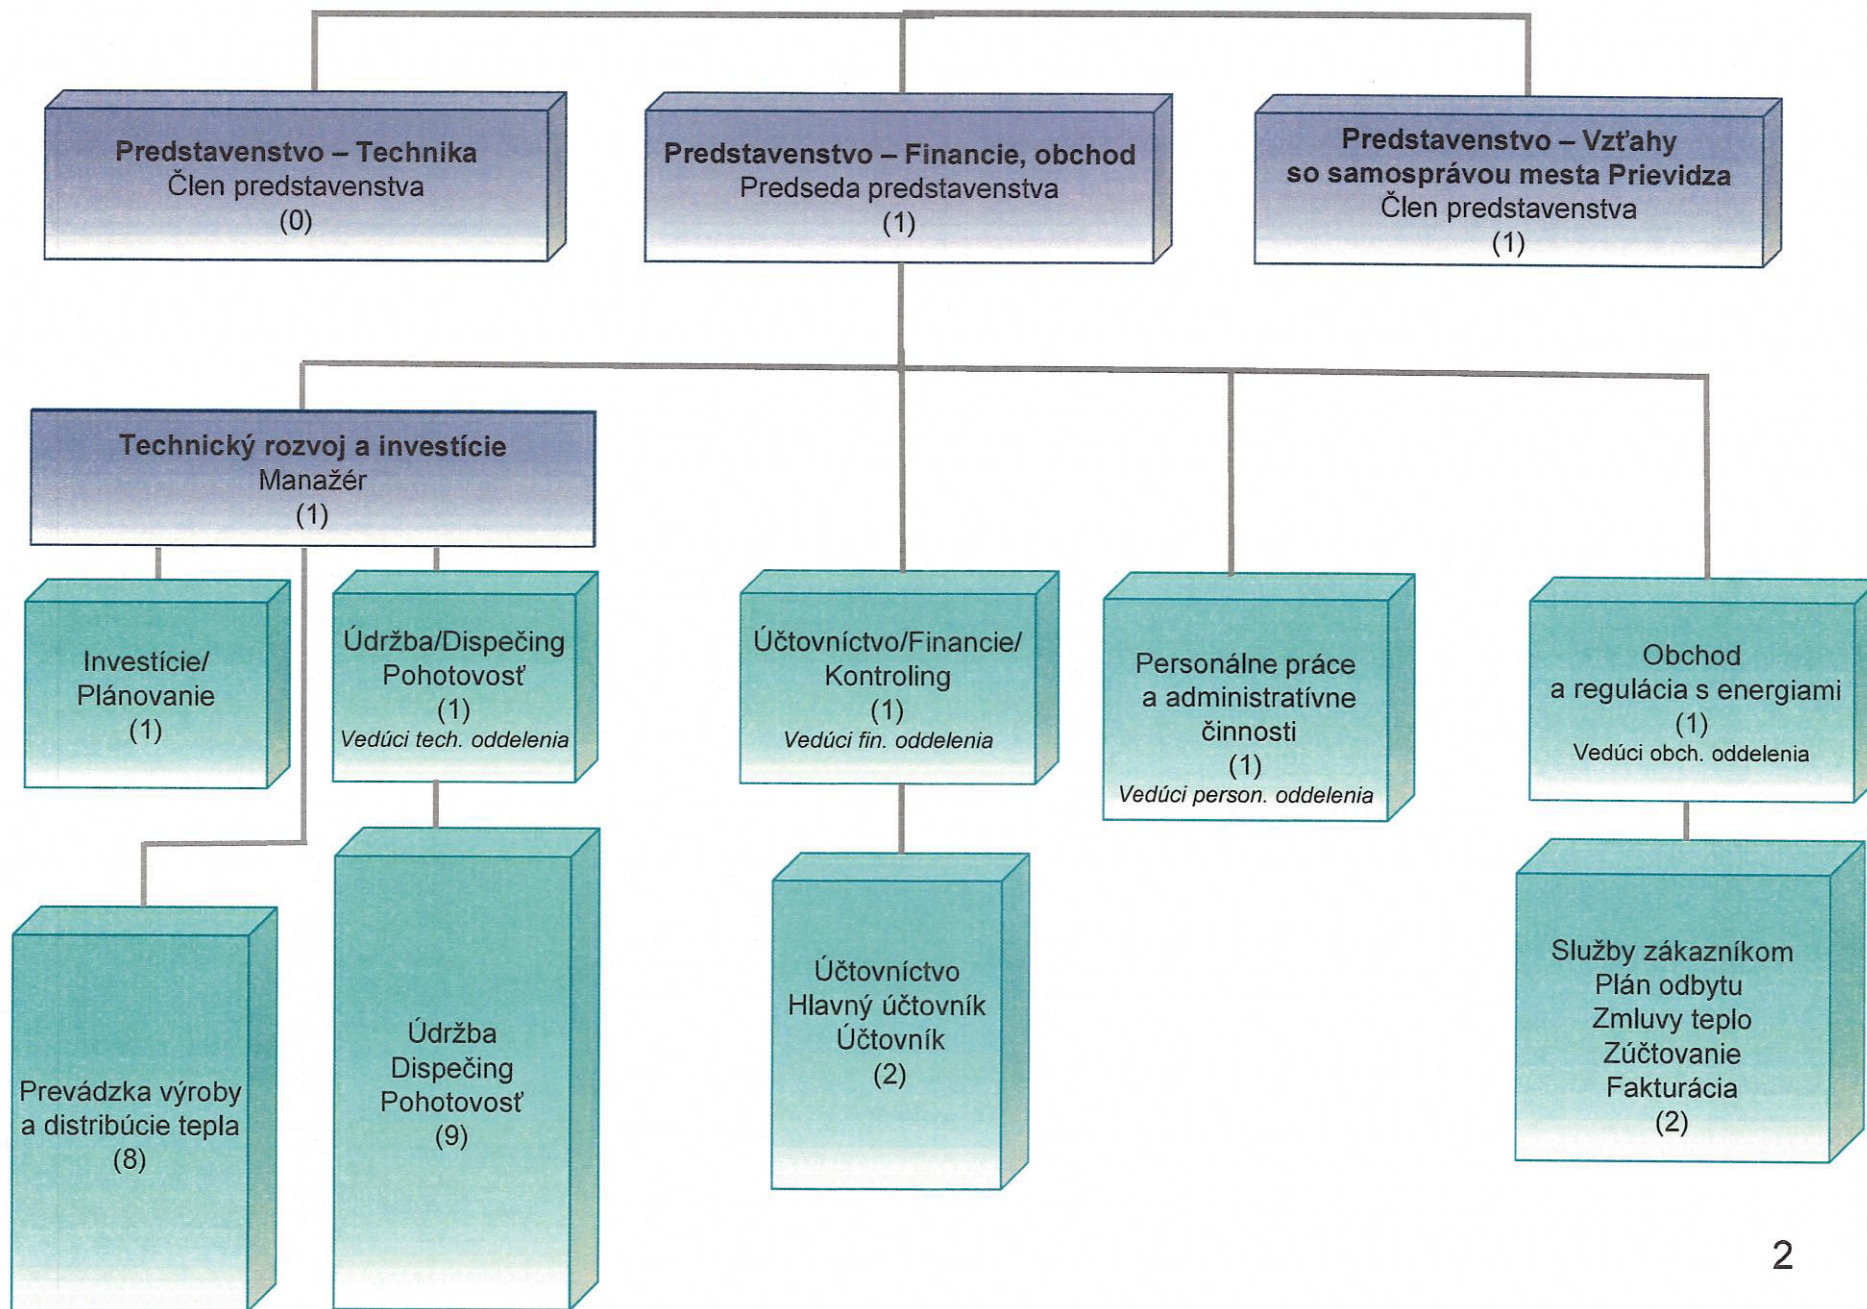 Predstavenstvo – Technika
Člen predstavenstva
(0)
Predstavenstvo – Financie, obchod
Predseda predstavenstva
(1)
Predstavenstvo – Vzťahy
so samosprávou mesta Prievidza
Člen predstavenstva
(1)
Technický rozvoj a investície
Manažér
(1)
Investície/
Plánovanie
(1)
Údržba/Dispečing
Pohotovosť
(1)
Vedúci tech. oddelenia
Účtovníctvo/Financie/
Kontroling
(1)
Vedúci fin. oddelenia
Personálne práce
a administratívne
činnosti
(1)
Vedúci person. oddelenia
Obchod
a regulácia s energiami
(1)
Vedúci obch. oddelenia
Prevádzka výroby
a distribúcie tepla
(8)
Údržba
Dispečing
Pohotovosť
(9)
Účtovníctvo
Hlavný účtovník
Účtovník
(2)
Služby zákazníkom
Plán odbytu
Zmluvy teplo
Zúčtovanie
Fakturácia
(2)
2